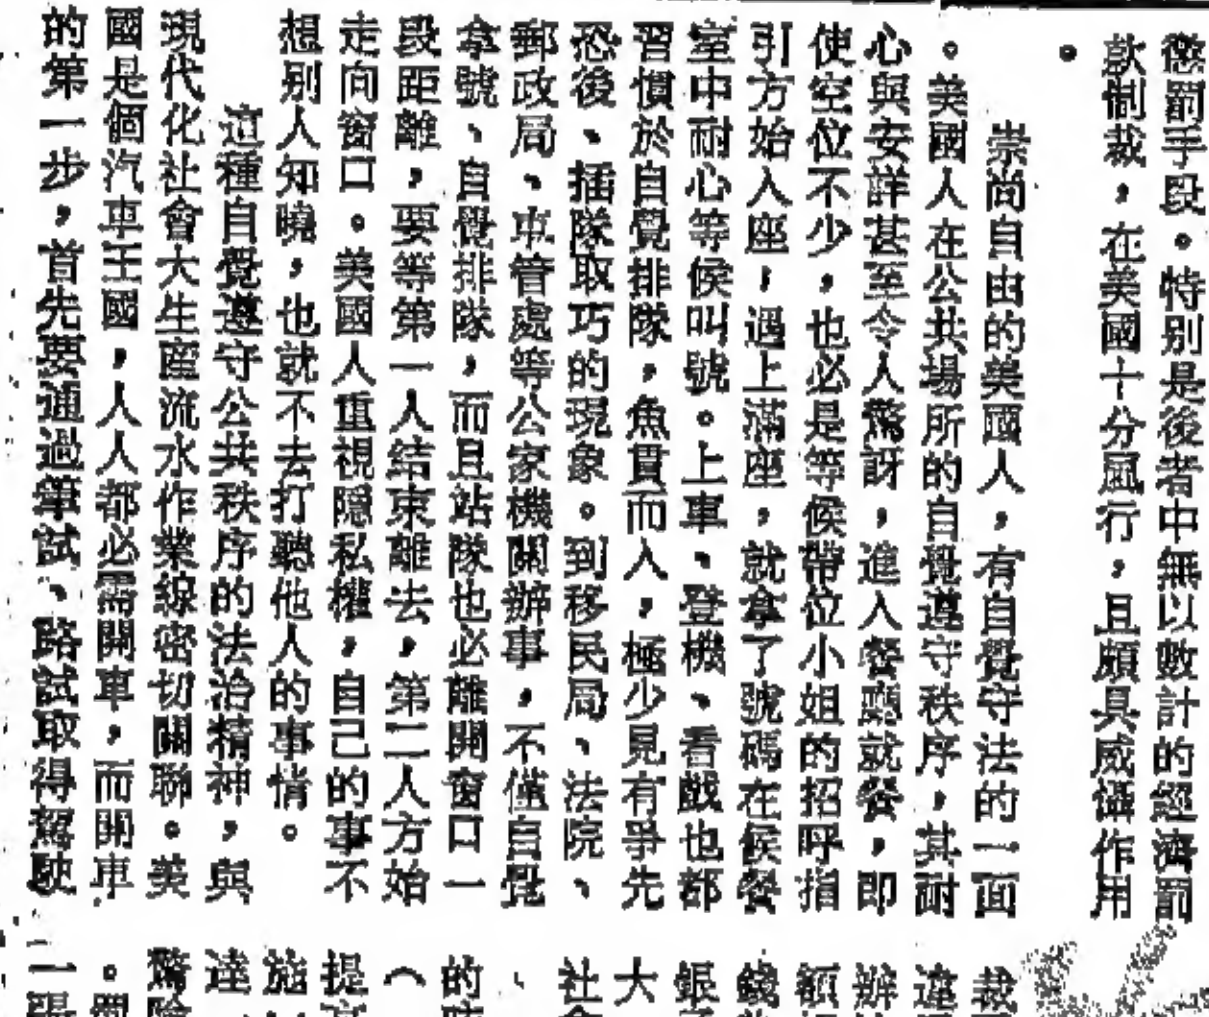 懲罰手段。特別是後者中無以數計的經濟罰
款制裁，在美國十分風行，且頗具威懾作用
。
崇尚自由的美國人，有自覺守法的一面
。美國人在公共場所的自覺遵守秩序，其耐
心與安詳甚至令人驚訝，進入餐廳就餐，即
使空位不少，也必是等候帶位小姐的招呼指
引方始入座，遇上滿座，就拿了號碼在候餐
室中耐心等候叫號。上車、登機、看戲也都
習慣於自覺排隊，魚貫而入，極少見有爭先
恐後、插隊取巧的現象。到移民局、法院、
郵政局、車管處等公家機關辦事，不僅自覺
拿號、自覺排隊，而且站隊也必離開窗口一
段距離，要等第一人結束離去，第二人方始
走向窗口。美國人重視隱私權，自己的事不
想別人知曉，也就不去打聽他人的事情。
這種自覺遵守公共秩序的法治精神，與
現代化社會大生產流水作業線密切關聯。美
國是個汽車王國，人人都必需開車，而開車
的第一步，首先要通過筆試、路試取得駕駛
裁
違
辦
額
錢
銀
大
社
、
的
（
提
施
達
驚險
。
一張